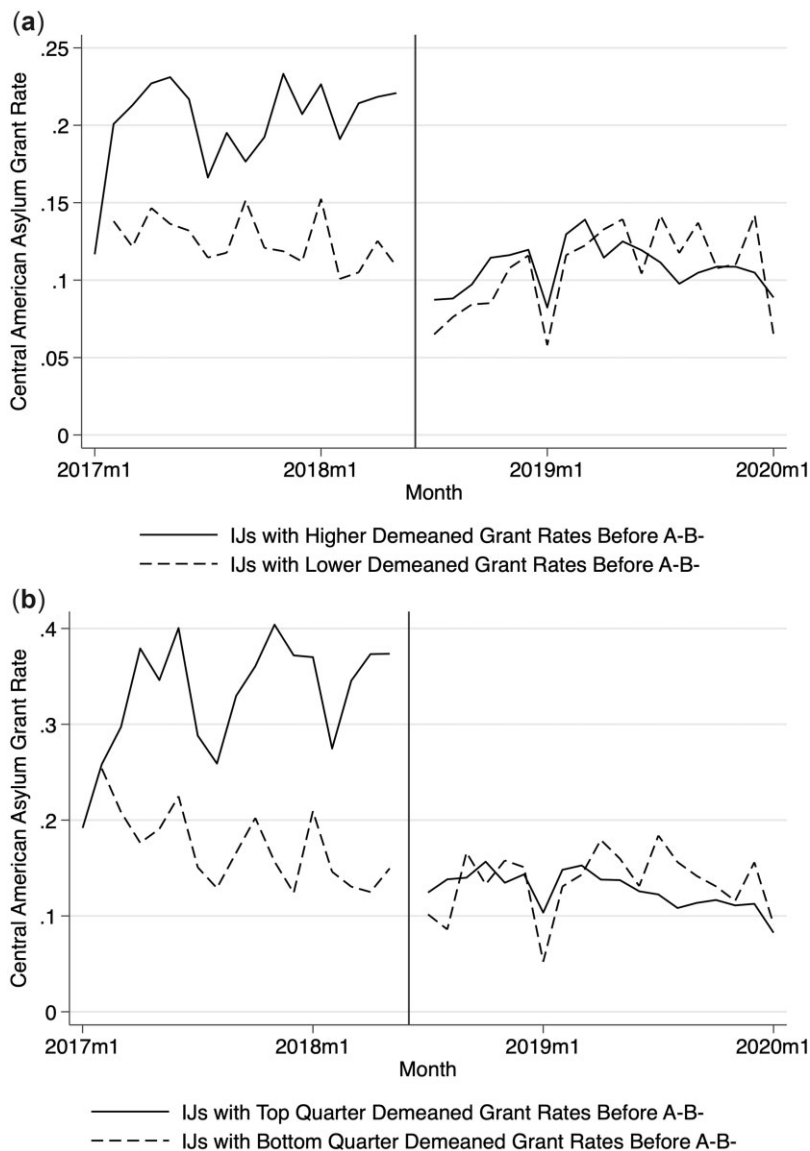 (a)
.25
.2
.15
.1
.05
0
Central American Asylum Grant Rate
2017m1 2018m1 2019m1 2020m1
Month
IJs with Higher Demeaned Grant Rates Before A-B-
IJs with Lower Demeaned Grant Rates Before A-B-
(b)
.4
.3
.2
.1
0
Central American Asylum Grant Rate
2017m1 2018m1 2019m1 2020m1
Month
IJs with Top Quarter Demeaned Grant Rates Before A-B-
IJs with Bottom Quarter Demeaned Grant Rates Before A-B-